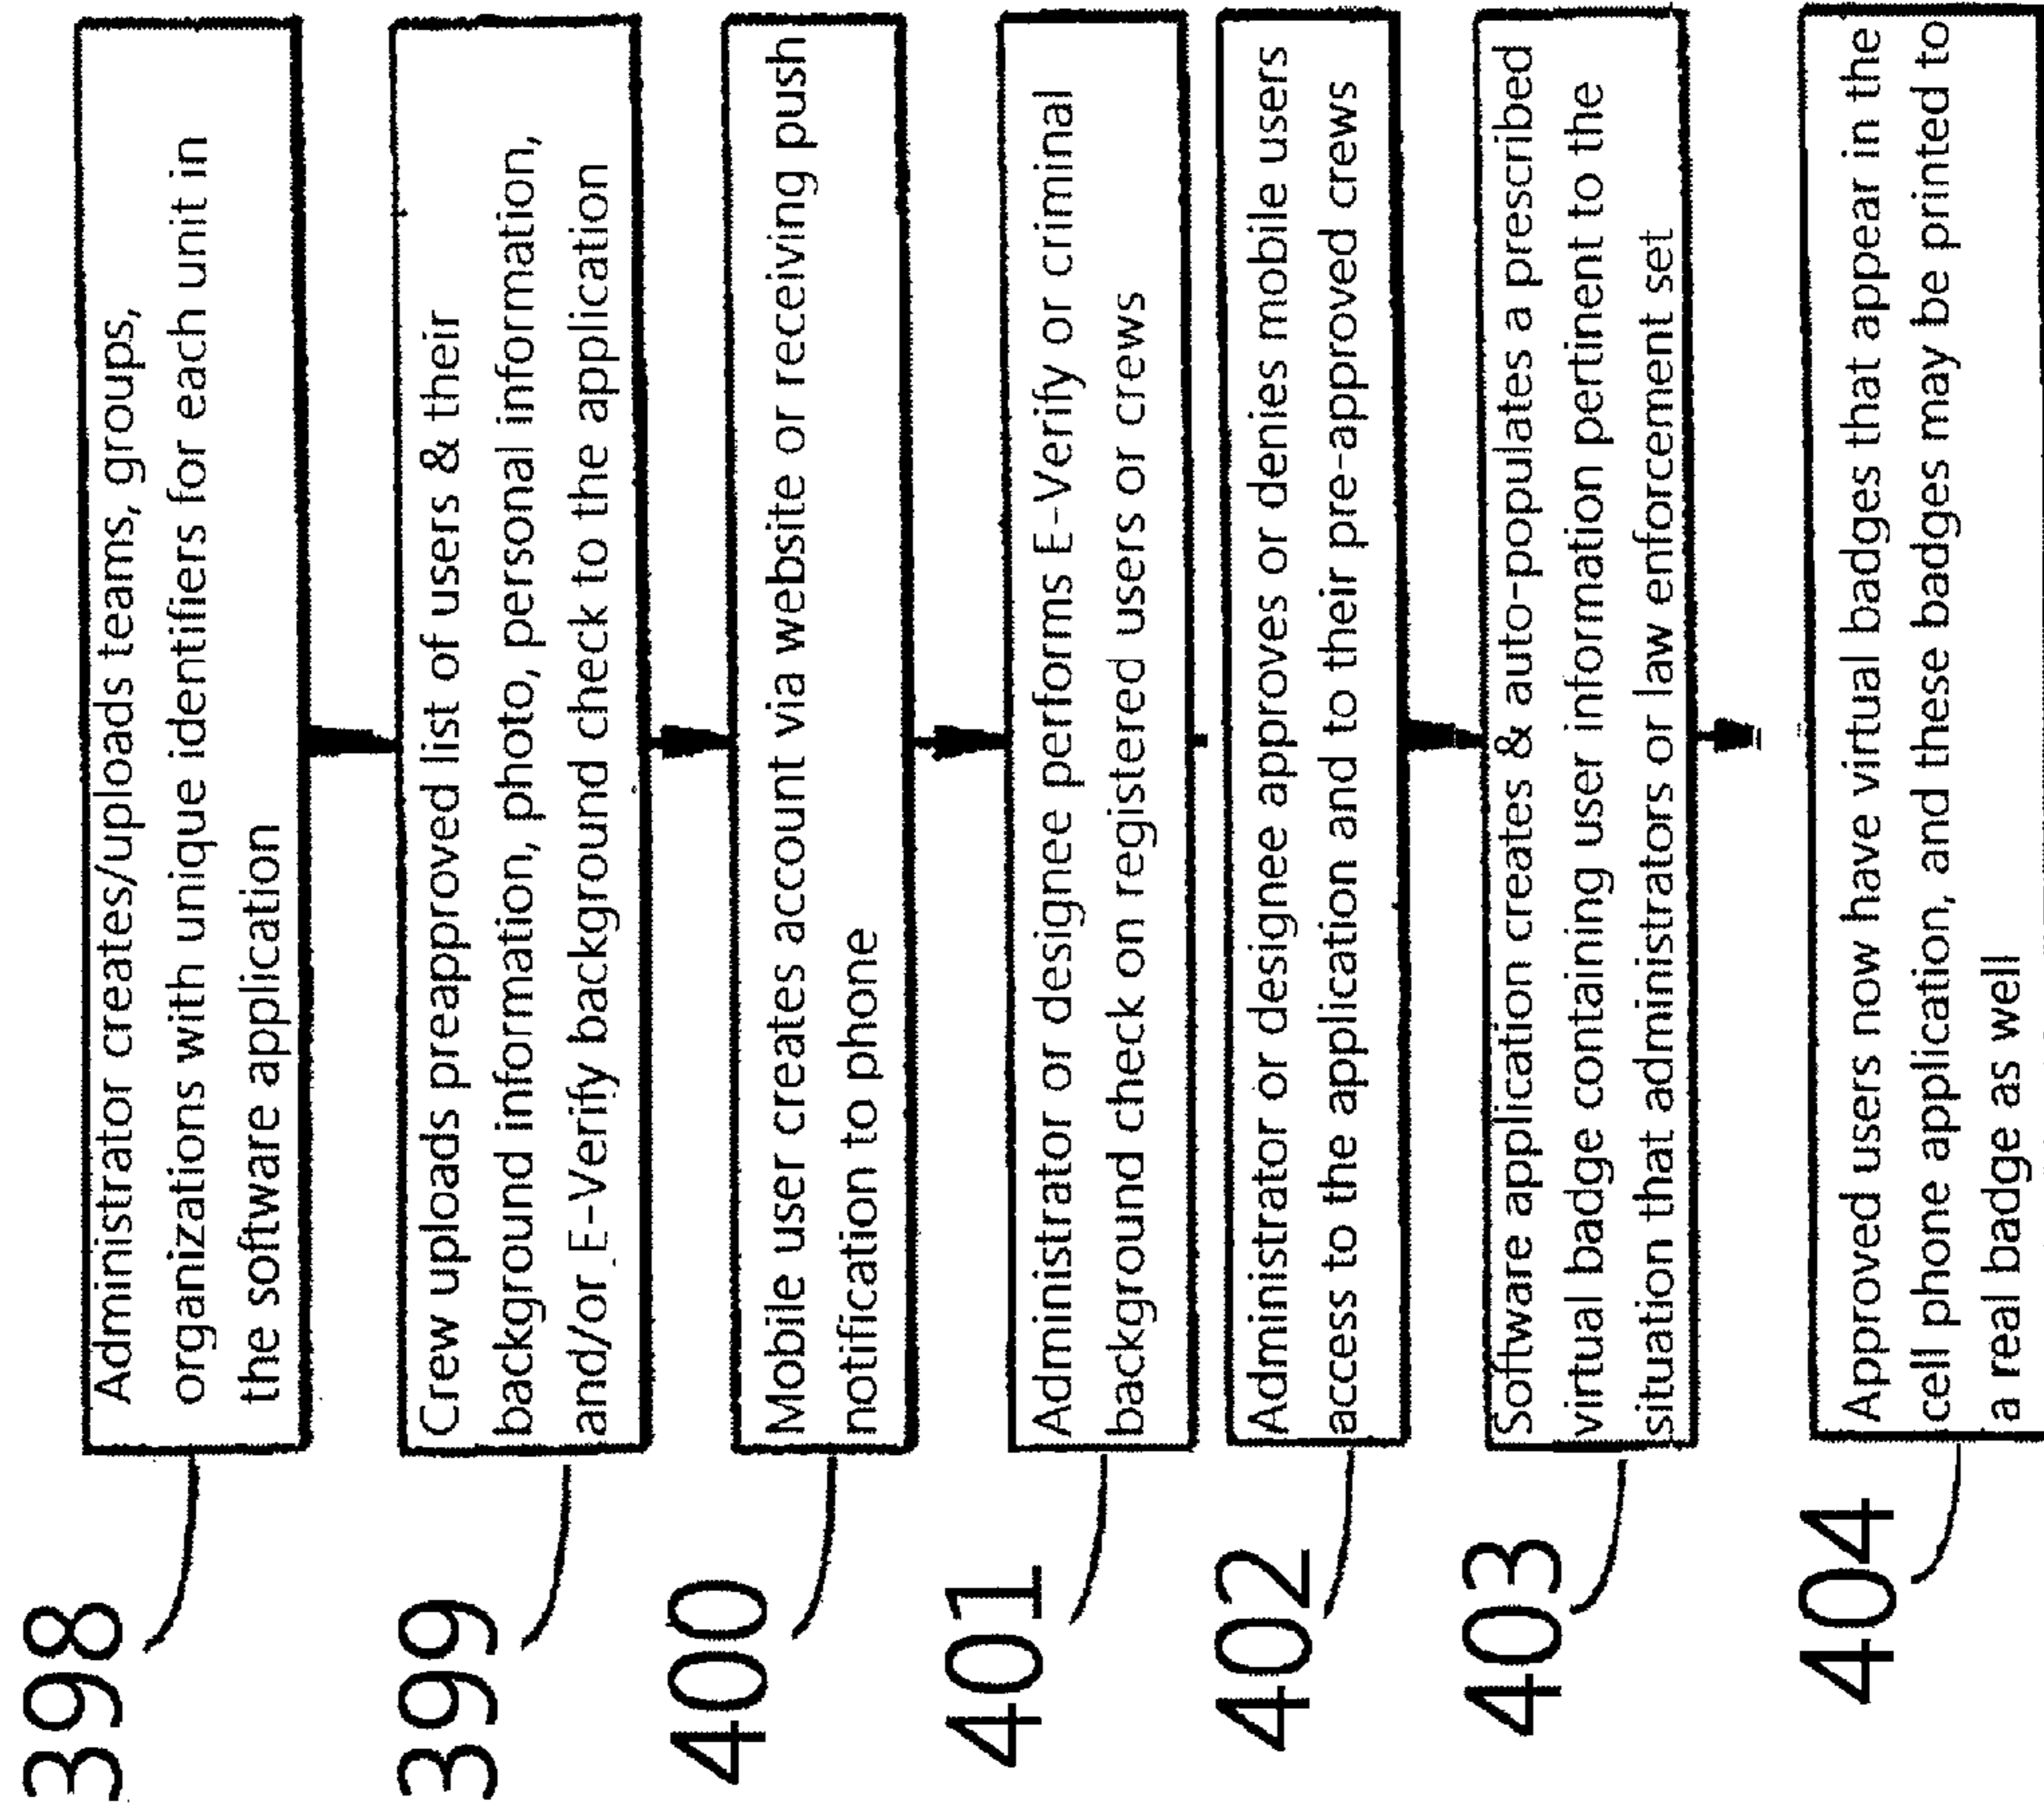 398
Administrator creates/uploads teams, groups,
organizations with unique identifiers for each unit in
the software application
399
Crew uploads preapproved list of users & their
background information, photo, personal information,
and/or E-Verify background check to the application
400
Mobile user creates account via website or receiving push
notification to phone
401
Administrator or designee performs E-Verify or criminal
background check on registered users or crews
402
Administrator or designee approves or denies mobile users
access to the application and to their pre-approved crews
403
Software application creates & auto-populates a prescribed
virtual badge containing user information pertinent to the
situation that administrators or law enforcement set
404
Approved users now have virtual badges that appear in the
cell phone application, and these badges may be printed to
a real badge as well